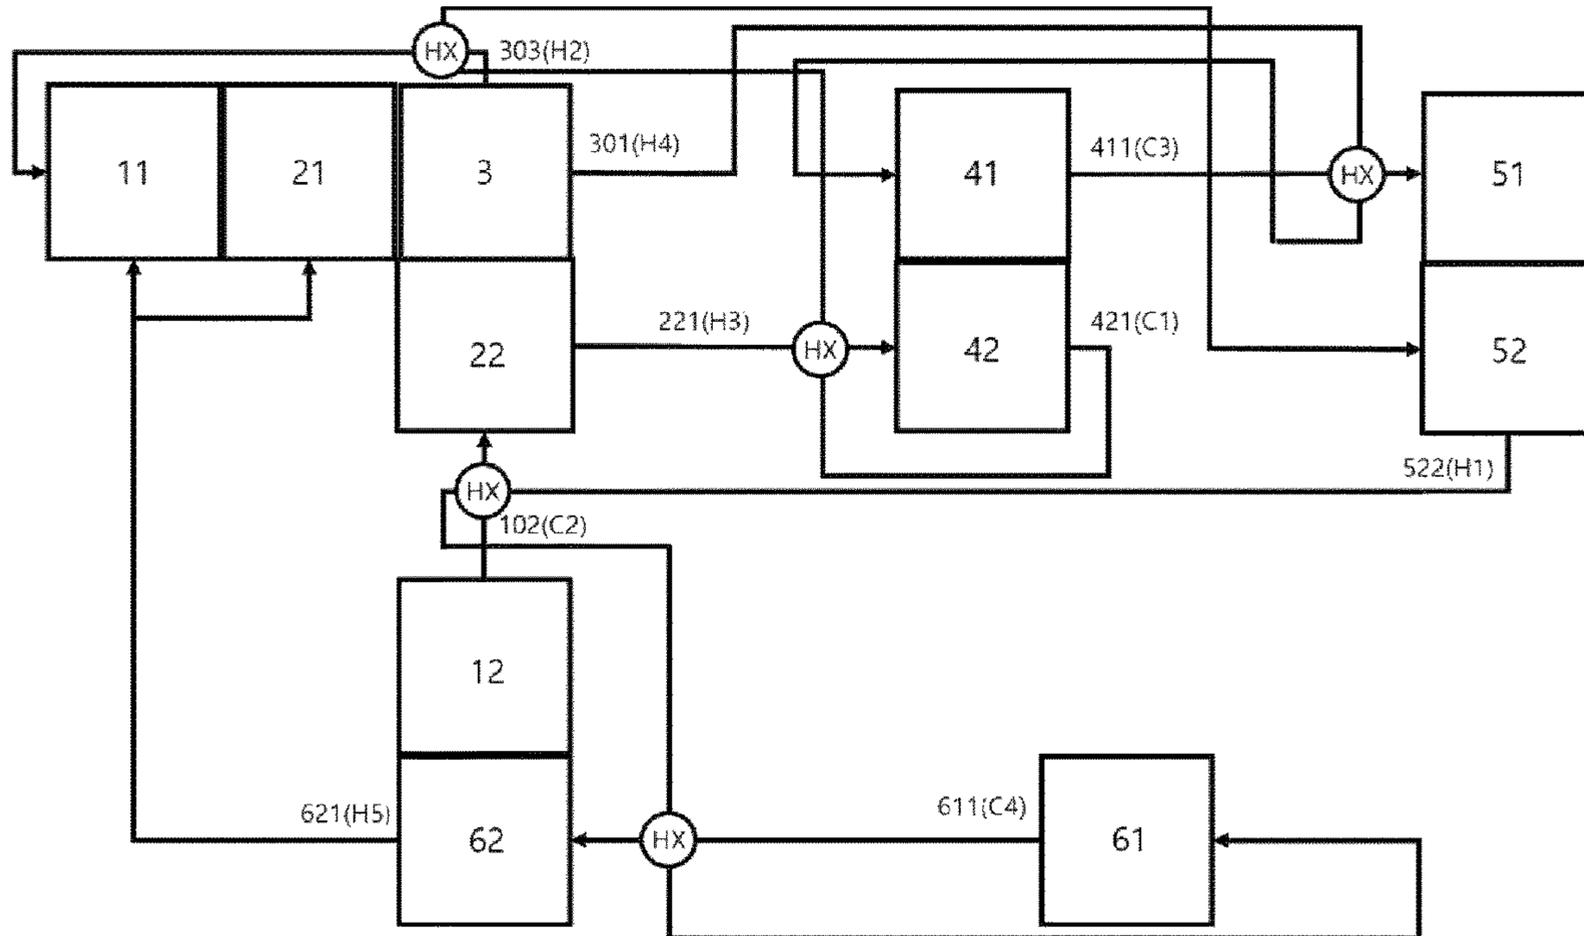 HX
303(H2)
11
21
3
301(H4)
41
411(C3)
HX
51
22
221(H3)
HX
42
421(C1)
52
522(H1)
HX
102(C2)
12
621(H5)
62
HX
611(C4)
61